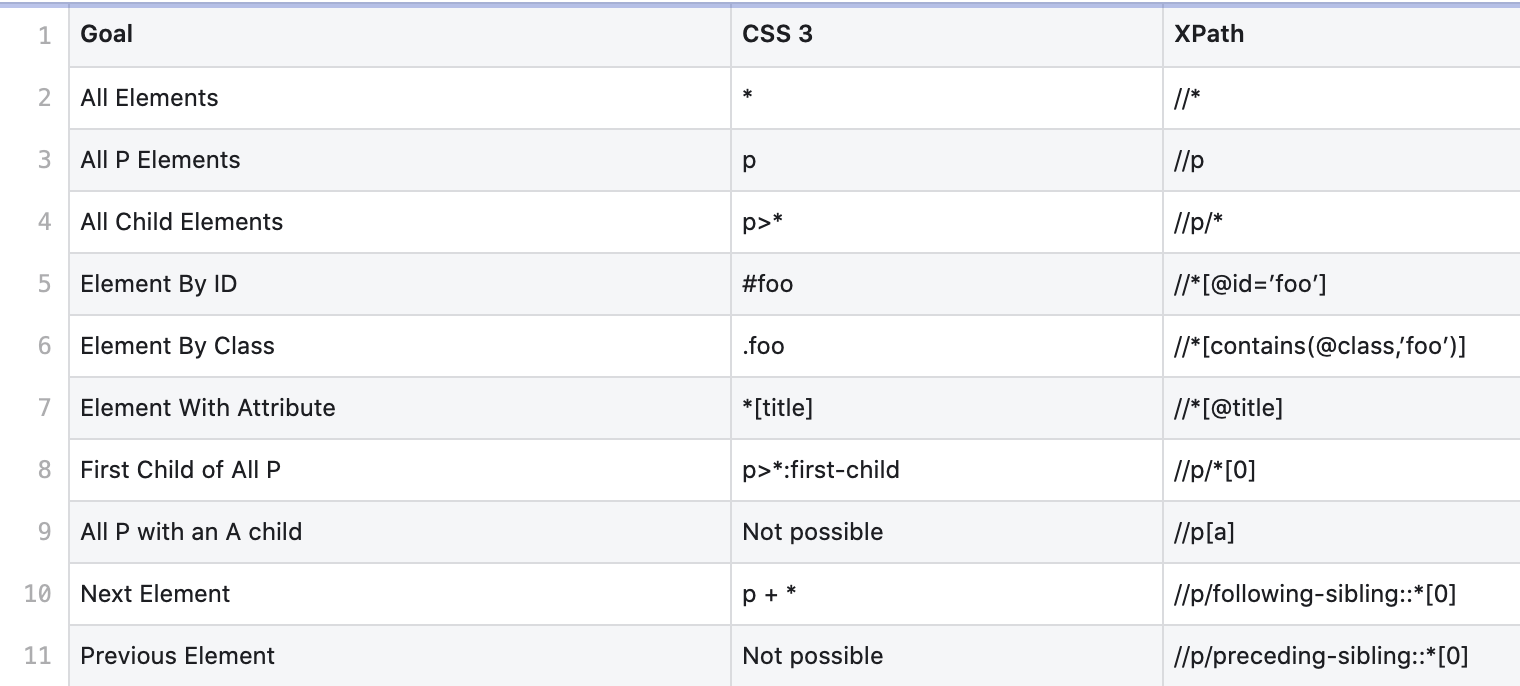 1 Goal CSS 3 XPath
2 All Elements * //*
3 All P Elements p //p
4 All Child Elements p>* //p/*
5 Element By ID #foo //*[@id=’foo’]
6 Element By Class .foo //*[contains(@class,’foo’)]
7 Element With Attribute *[title] //*[@title]
8 First Child of All P p>*:first-child //p/*[0]
9 All P with an A child Not possible //p[a]
10 Next Element p + * //p/following-sibling::*[0]
11 Previous Element Not possible //p/preceding-sibling::*[0]